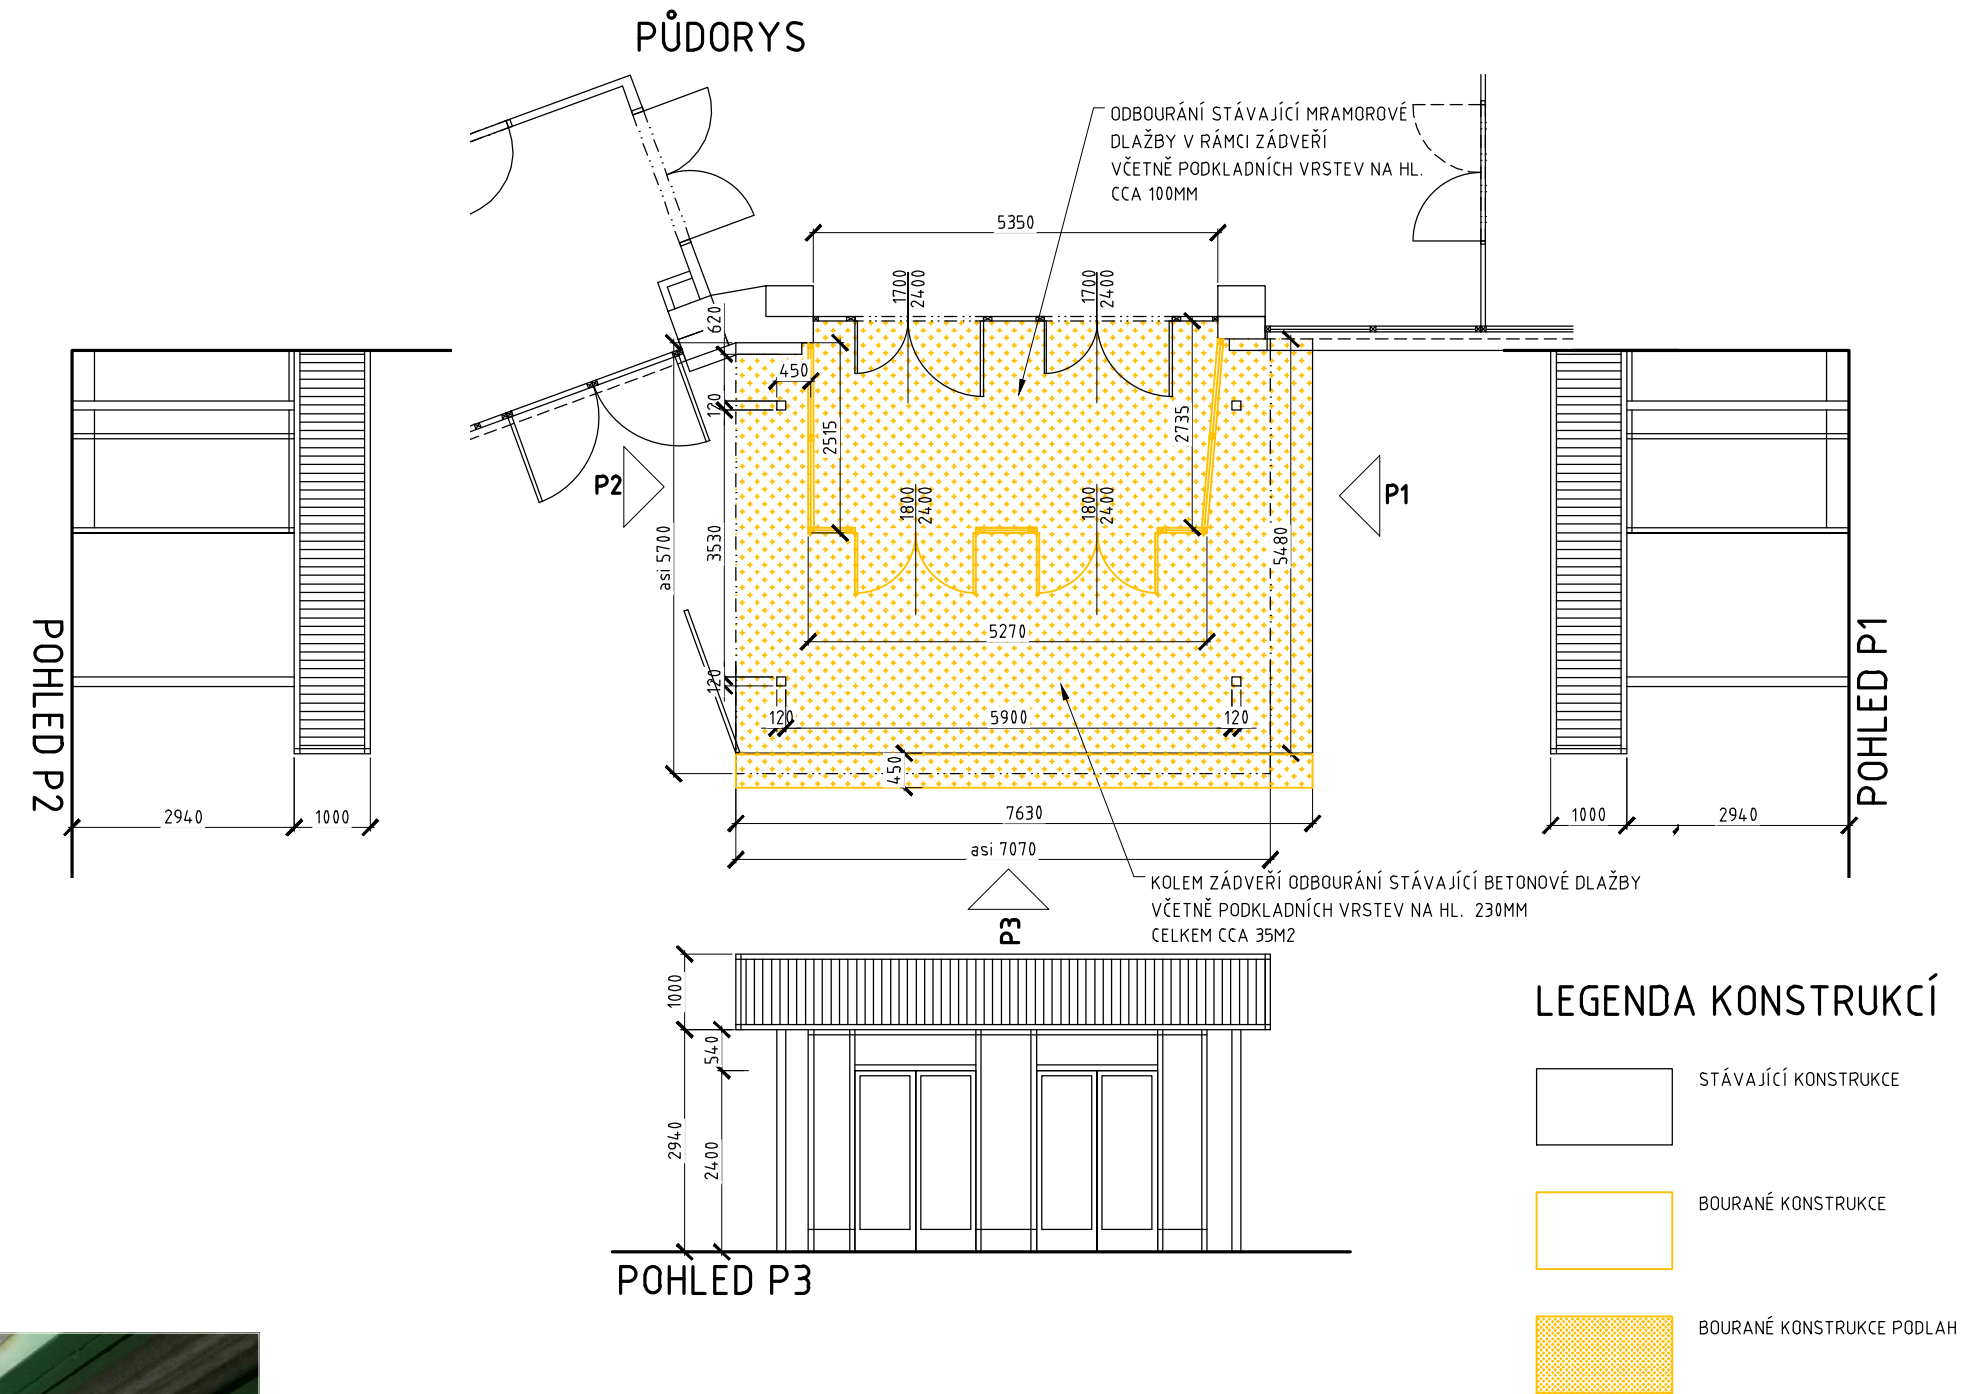 PŮDORYS
ODBOURÁNÍ STÁVAJÍCÍ MRAMOROVÉ
DLAŽBY V RÁMCI ZÁDVEŘÍ
VČETNĚ PODKLADNÍCH VRSTEV NA HL.
CCA 100MM
5350
1700
2400
1700
2400
620
450
120
2515
2735
P2
P1
1800
2400
1800
2400
asi 5700
3530
5480
5270
120
120
5900
120
450
7630
asi 7070
POHLED P2
2940
1000
POHLED P1
1000
2940
KOLEM ZÁDVEŘÍ ODBOURÁNÍ STÁVAJÍCÍ BETONOVÉ DLAŽBY
VČETNĚ PODKLADNÍCH VRSTEV NA HL. 230MM
CELKEM CCA 35M2
P3
1000
540
2940
2400
POHLED P3
LEGENDA KONSTRUKCÍ
STÁVAJÍCÍ KONSTRUKCE
BOURANÉ KONSTRUKCE
BOURANÉ KONSTRUKCE PODLAH